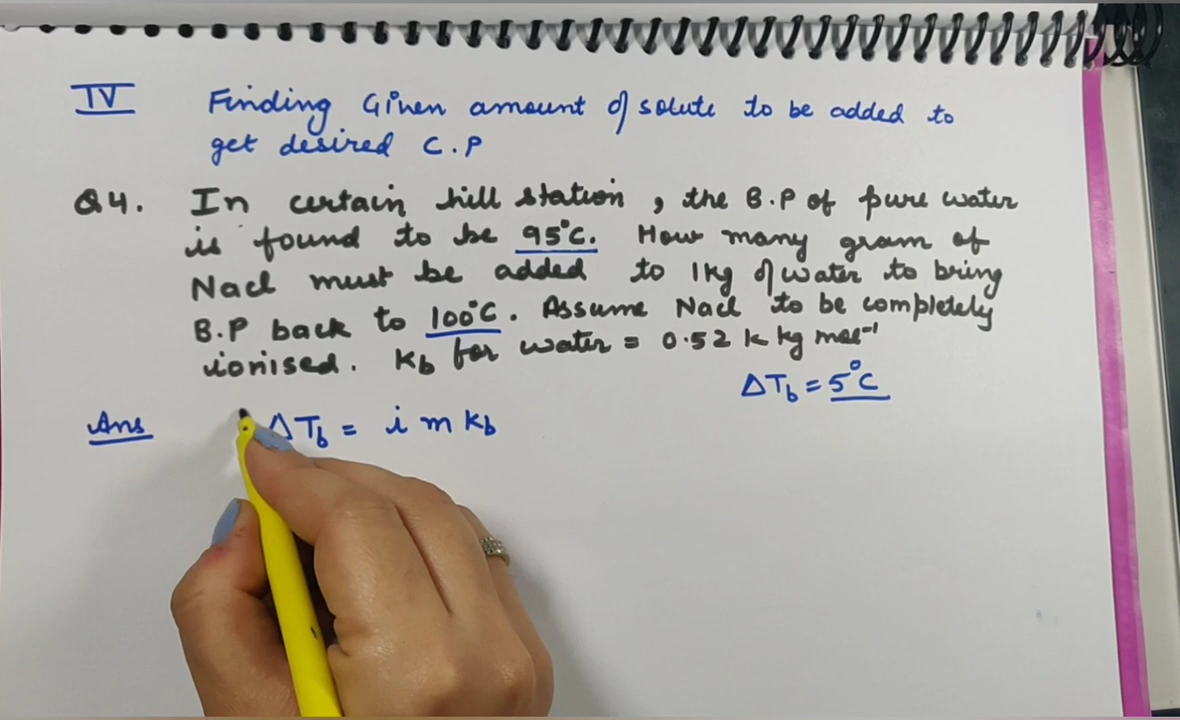 IV Finding Given amount of solute to be added to
get desired C.P
Q4. In certain hill station, the B.P of pure water
is found to be 95°C. How many gram of
Nacl must be added to 1kg of water to bring
B.P back to 100°C. Assume Nacl to be completely
ionised. Kb for water = 0.52 k kg mol⁻¹
ΔTb = 5°C
Ans ΔTb = i m Kb